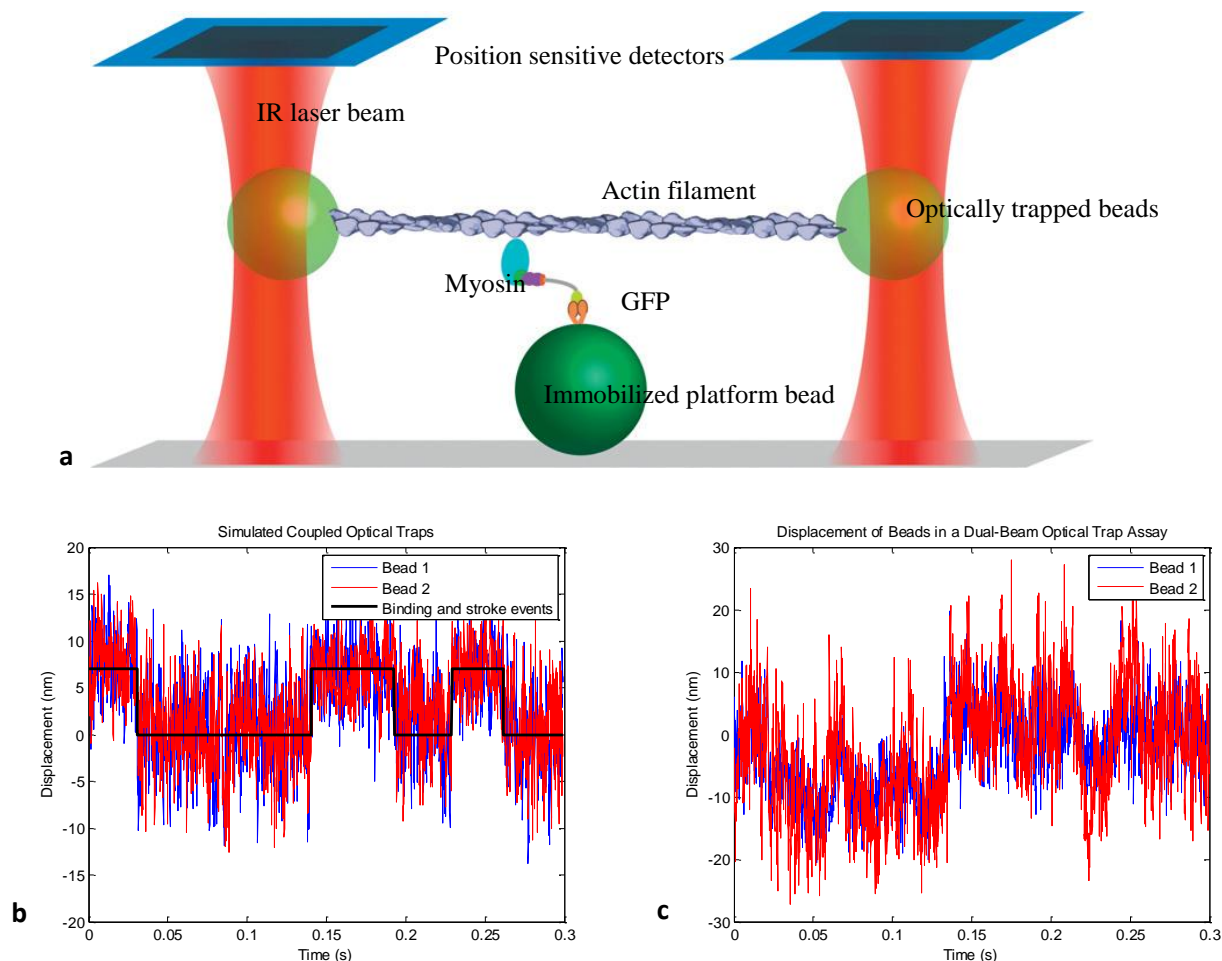 Position sensitive detectors
IR laser beam
Actin filament
Optically trapped beads
Myosin
GFP
Immobilized platform bead
a
Simulated Coupled Optical Traps
20
15
10
5
0
-5
-10
-15
-20
Displacement (nm)
Bead 1
Bead 2
Binding and stroke events
0 0.05 0.1 0.15 0.2 0.25 0.3
Time (s)
b
Displacement of Beads in a Dual-Beam Optical Trap Assay
30
20
10
0
-10
-20
-30
Displacement (nm)
Bead 1
Bead 2
0 0.05 0.1 0.15 0.2 0.25 0.3
Time (s)
c